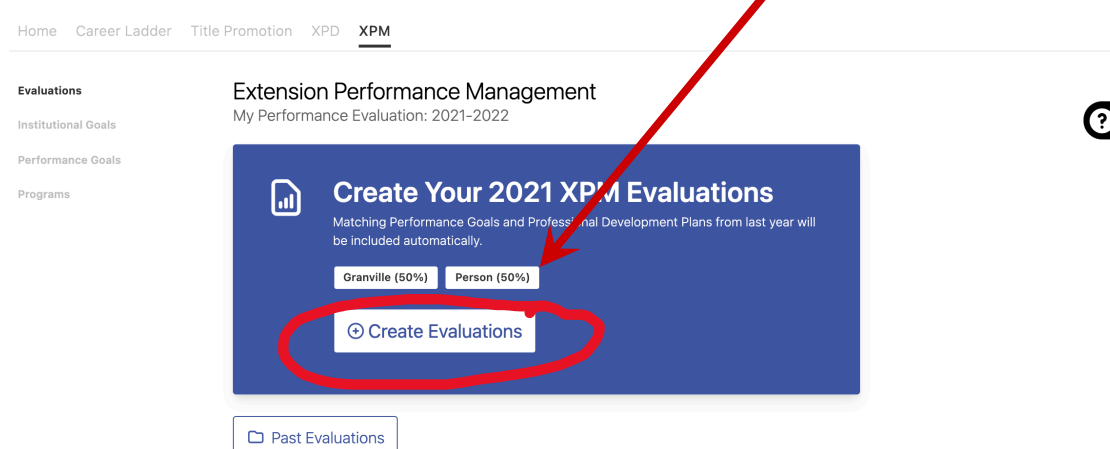 Home Career Ladder Title Promotion XPD XPM
Evaluations
Institutional Goals
Performance Goals
Programs
Extension Performance Management
My Performance Evaluation: 2021-2022
?
Create Your 2021 XPM Evaluations
Matching Performance Goals and Professional Development Plans from last year will
be included automatically.
Granville (50%) Person (50%)
Create Evaluations
Past Evaluations